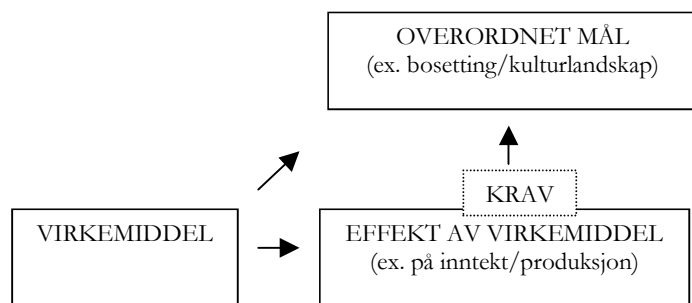 OVERORDNET MÅL
(ex. bosetting/kulturlandskap)
KRAV
VIRKEMIDDEL
EFFEKT AV VIRKEMIDDEL
(ex. på inntekt/produksjon)